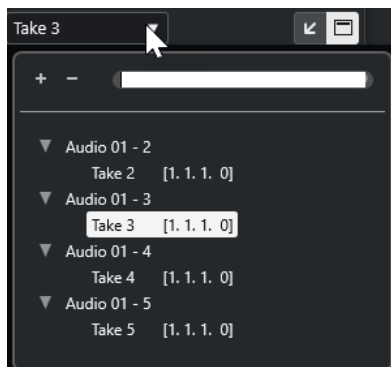 Take 3
+ −
Audio 01 - 2
Take 2 [1. 1. 1. 0]
Audio 01 - 3
Take 3 [1. 1. 1. 0]
Audio 01 - 4
Take 4 [1. 1. 1. 0]
Audio 01 - 5
Take 5 [1. 1. 1. 0]